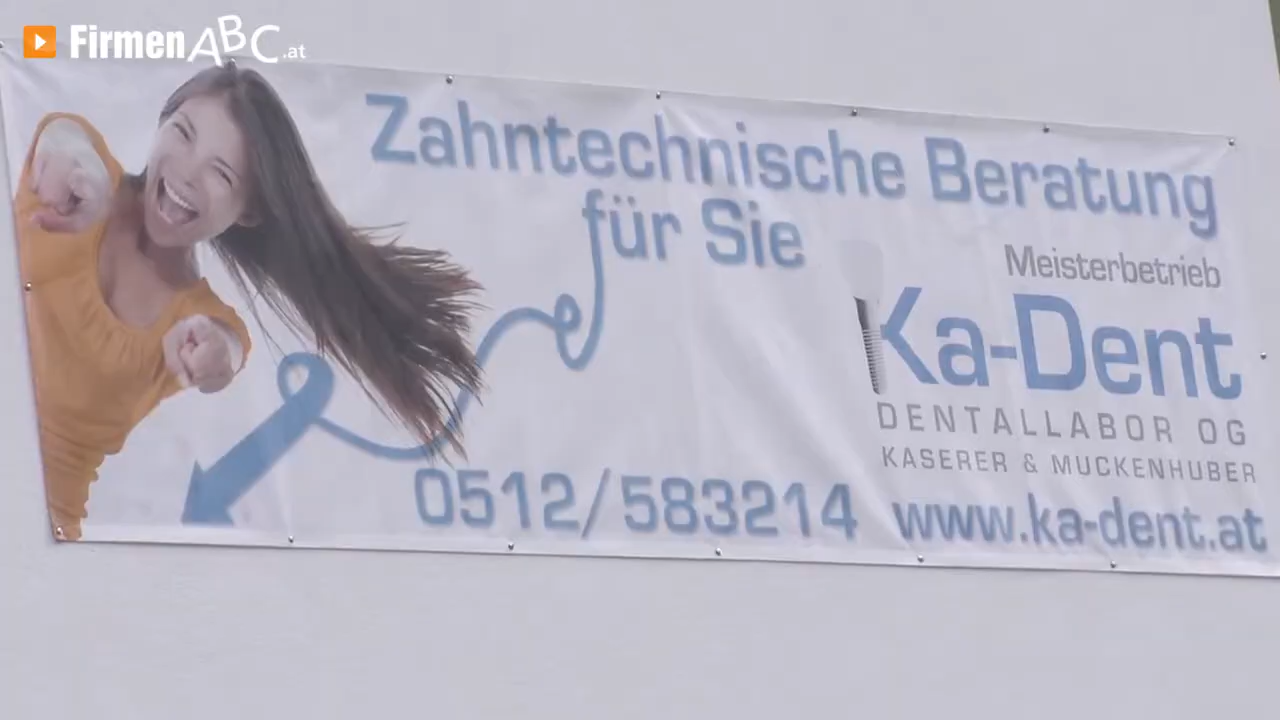 FirmenABC.at
Zahntechnische Beratung
für Sie
Meisterbetrieb
Ka-Dent
DENTALLABOR OG
KASERER & MUCKENHUBER
0512/583214 www.ka-dent.at